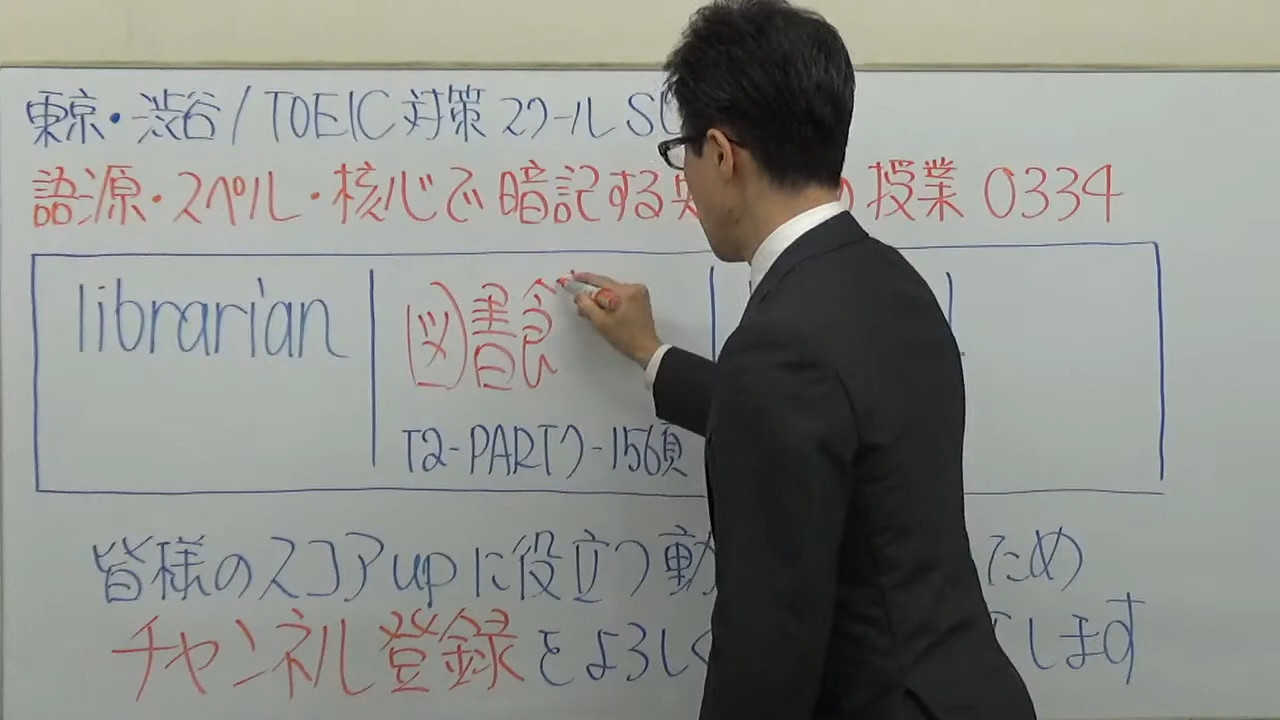 東京・渋谷/TOEIC対策スクールS
語源・スペル・核心で暗記する 授業 0334
librarian
図書食
T2-PART7-156頁
皆様のスコアupに役立つ動 ため
チャンネル登録をよろしく します